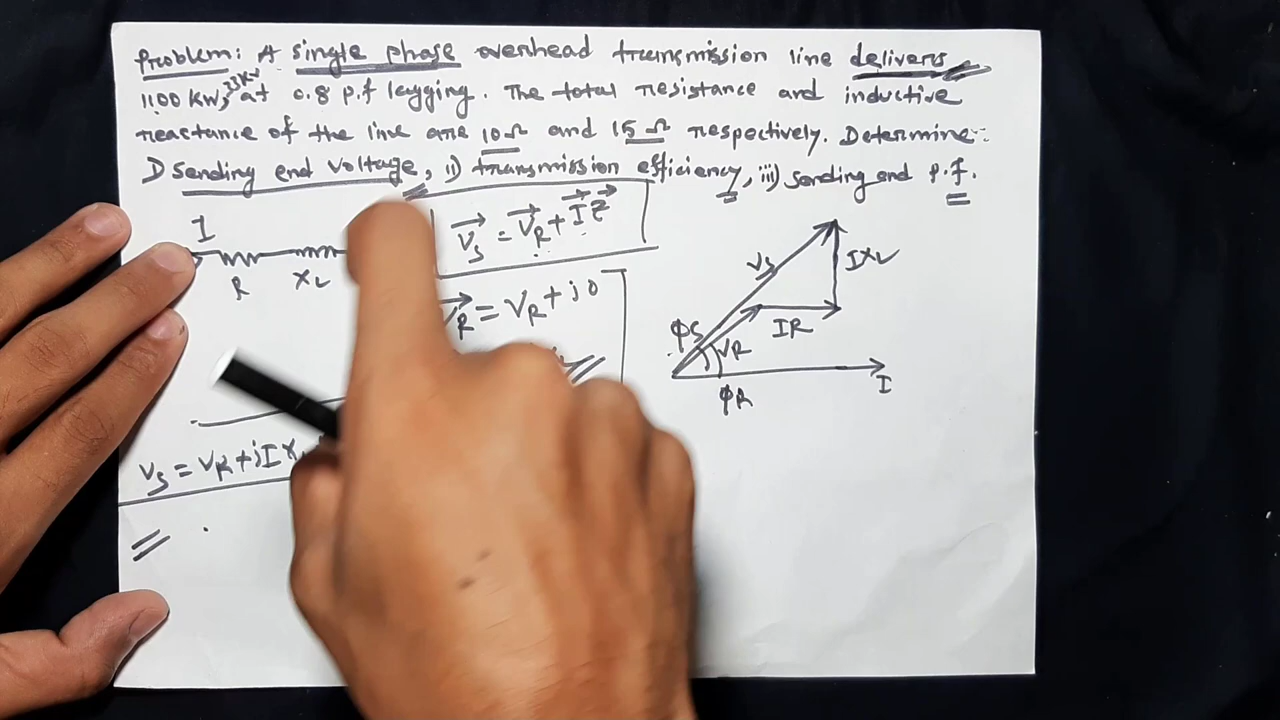 Problem: A single phase overhead transmission line delivers
1100 KW, 33KV at 0.8 p.f lagging. The total resistance and inductive
reactance of the line are 10Ω and 15Ω respectively. Determine:
I) Sending end voltage, ii) transmission efficiency, iii) sending end p.f.
I
R
XL
Vs = VR + IZ
VR = VR + j0
Vs
IXL
φs
VR
IR
φR
I
Vs = VR + jIX